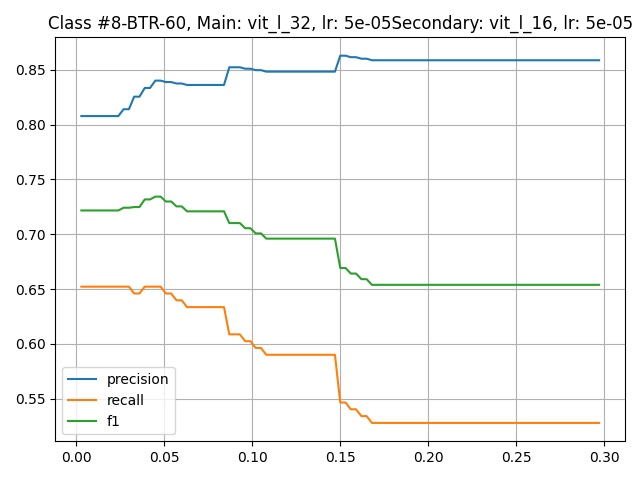 Class #8-BTR-60, Main: vit_l_32, lr: 5e-05Secondary: vit_l_16, lr: 5e-05
0.85
0.80
0.75
0.70
0.65
0.60
0.55
precision
recall
f1
0.00 0.05 0.10 0.15 0.20 0.25 0.30